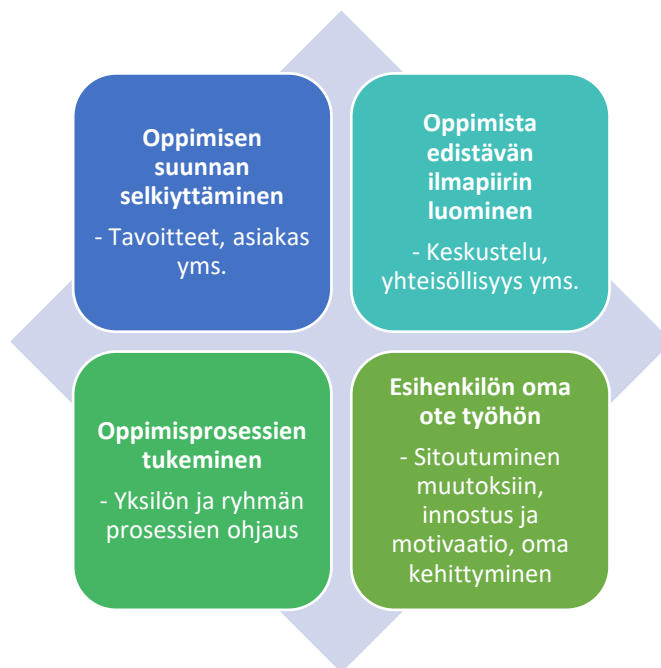 Oppimisen
suunnan
selkiyttäminen
- Tavoitteet, asiakas
yms.
Oppimista
edistävän
ilmapiirin
luominen
- Keskustelu,
yhteisöllisyys yms.
Oppimisprosessien
tukeminen
- Yksilön ja ryhmän
prosessien ohjaus
Esihenkilön oma
ote työhön
- Sitoutuminen
muutoksiin,
innostus ja
motivaatio, oma
kehittyminen